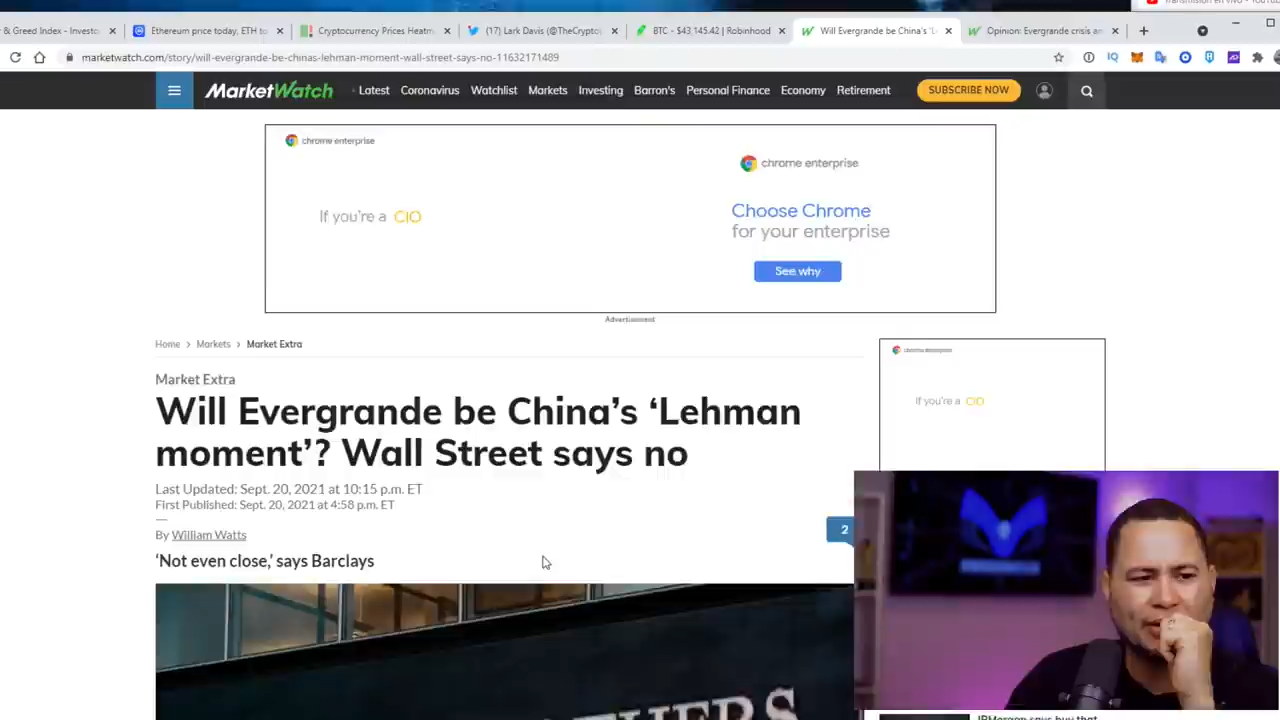 Transmisión en vivo - YouTube
& Greed Index - Investo
Ethereum price today, ETH to
Cryptocurrency Prices Heatm
(17) Lark Davis (@TheCrypto
BTC - $43,145.42 | Robinhood
Will Evergrande be China's 'L
Opinion: Evergrande crisis an
marketwatch.com/story/will-evergrande-be-chinas-lehman-moment-wall-street-says-no-11632171489
MarketWatch
Latest
Coronavirus
Watchlist
Markets
Investing
Barron's
Personal Finance
Economy
Retirement
SUBSCRIBE NOW
chrome enterprise
chrome enterprise
If you're a CIO
Choose Chrome
for your enterprise
See why
Advertisement
Home > Markets > Market Extra
chrome enterprise
If you're a CIO
Market Extra
Will Evergrande be China's 'Lehman
moment'? Wall Street says no
Last Updated: Sept. 20, 2021 at 10:15 p.m. ET
First Published: Sept. 20, 2021 at 4:58 p.m. ET
By William Watts
2
'Not even close,' says Barclays
HERS
JPMorgan says buy that